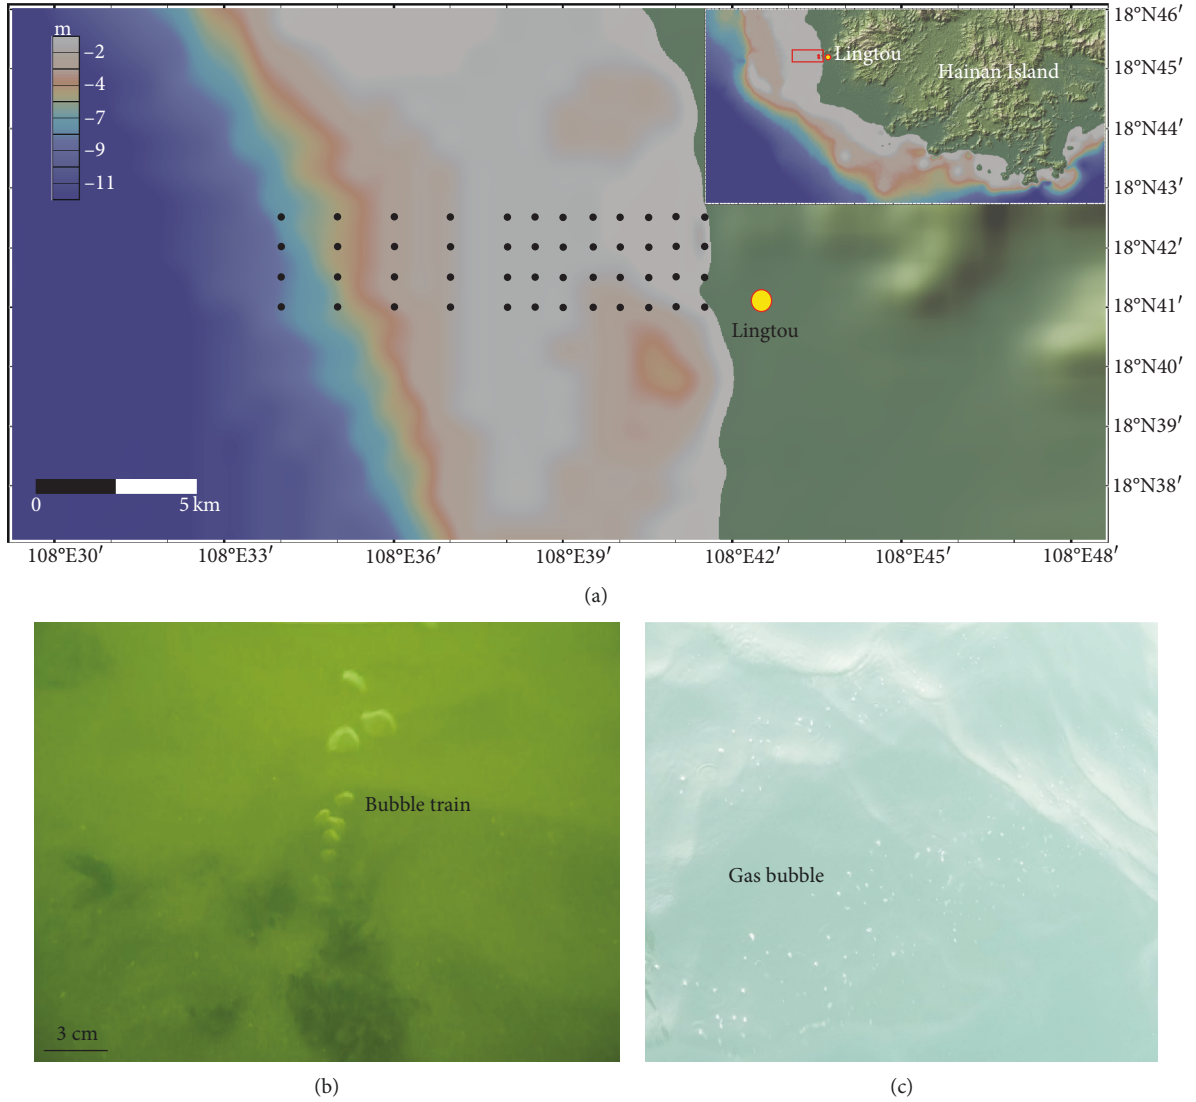 m
–2
–4
–7
–9
–11
Lingtou
Hainan Island
18°N46′
18°N45′
18°N44′
18°N43′
18°N42′
18°N41′
18°N40′
18°N39′
18°N38′
Lingtou
0
5 km
108°E30′
108°E33′
108°E36′
108°E39′
108°E42′
108°E45′
108°E48′
(a)
Bubble train
3 cm
(b)
Gas bubble
(c)